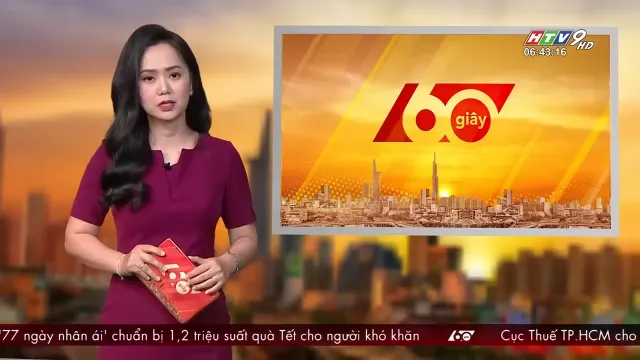 HTV9 HD
06:43:16
60 giây
60
'77 ngày nhân ái' chuẩn bị 1,2 triệu suất quà Tết cho người khó khăn 60 Cục Thuế TP.HCM cho